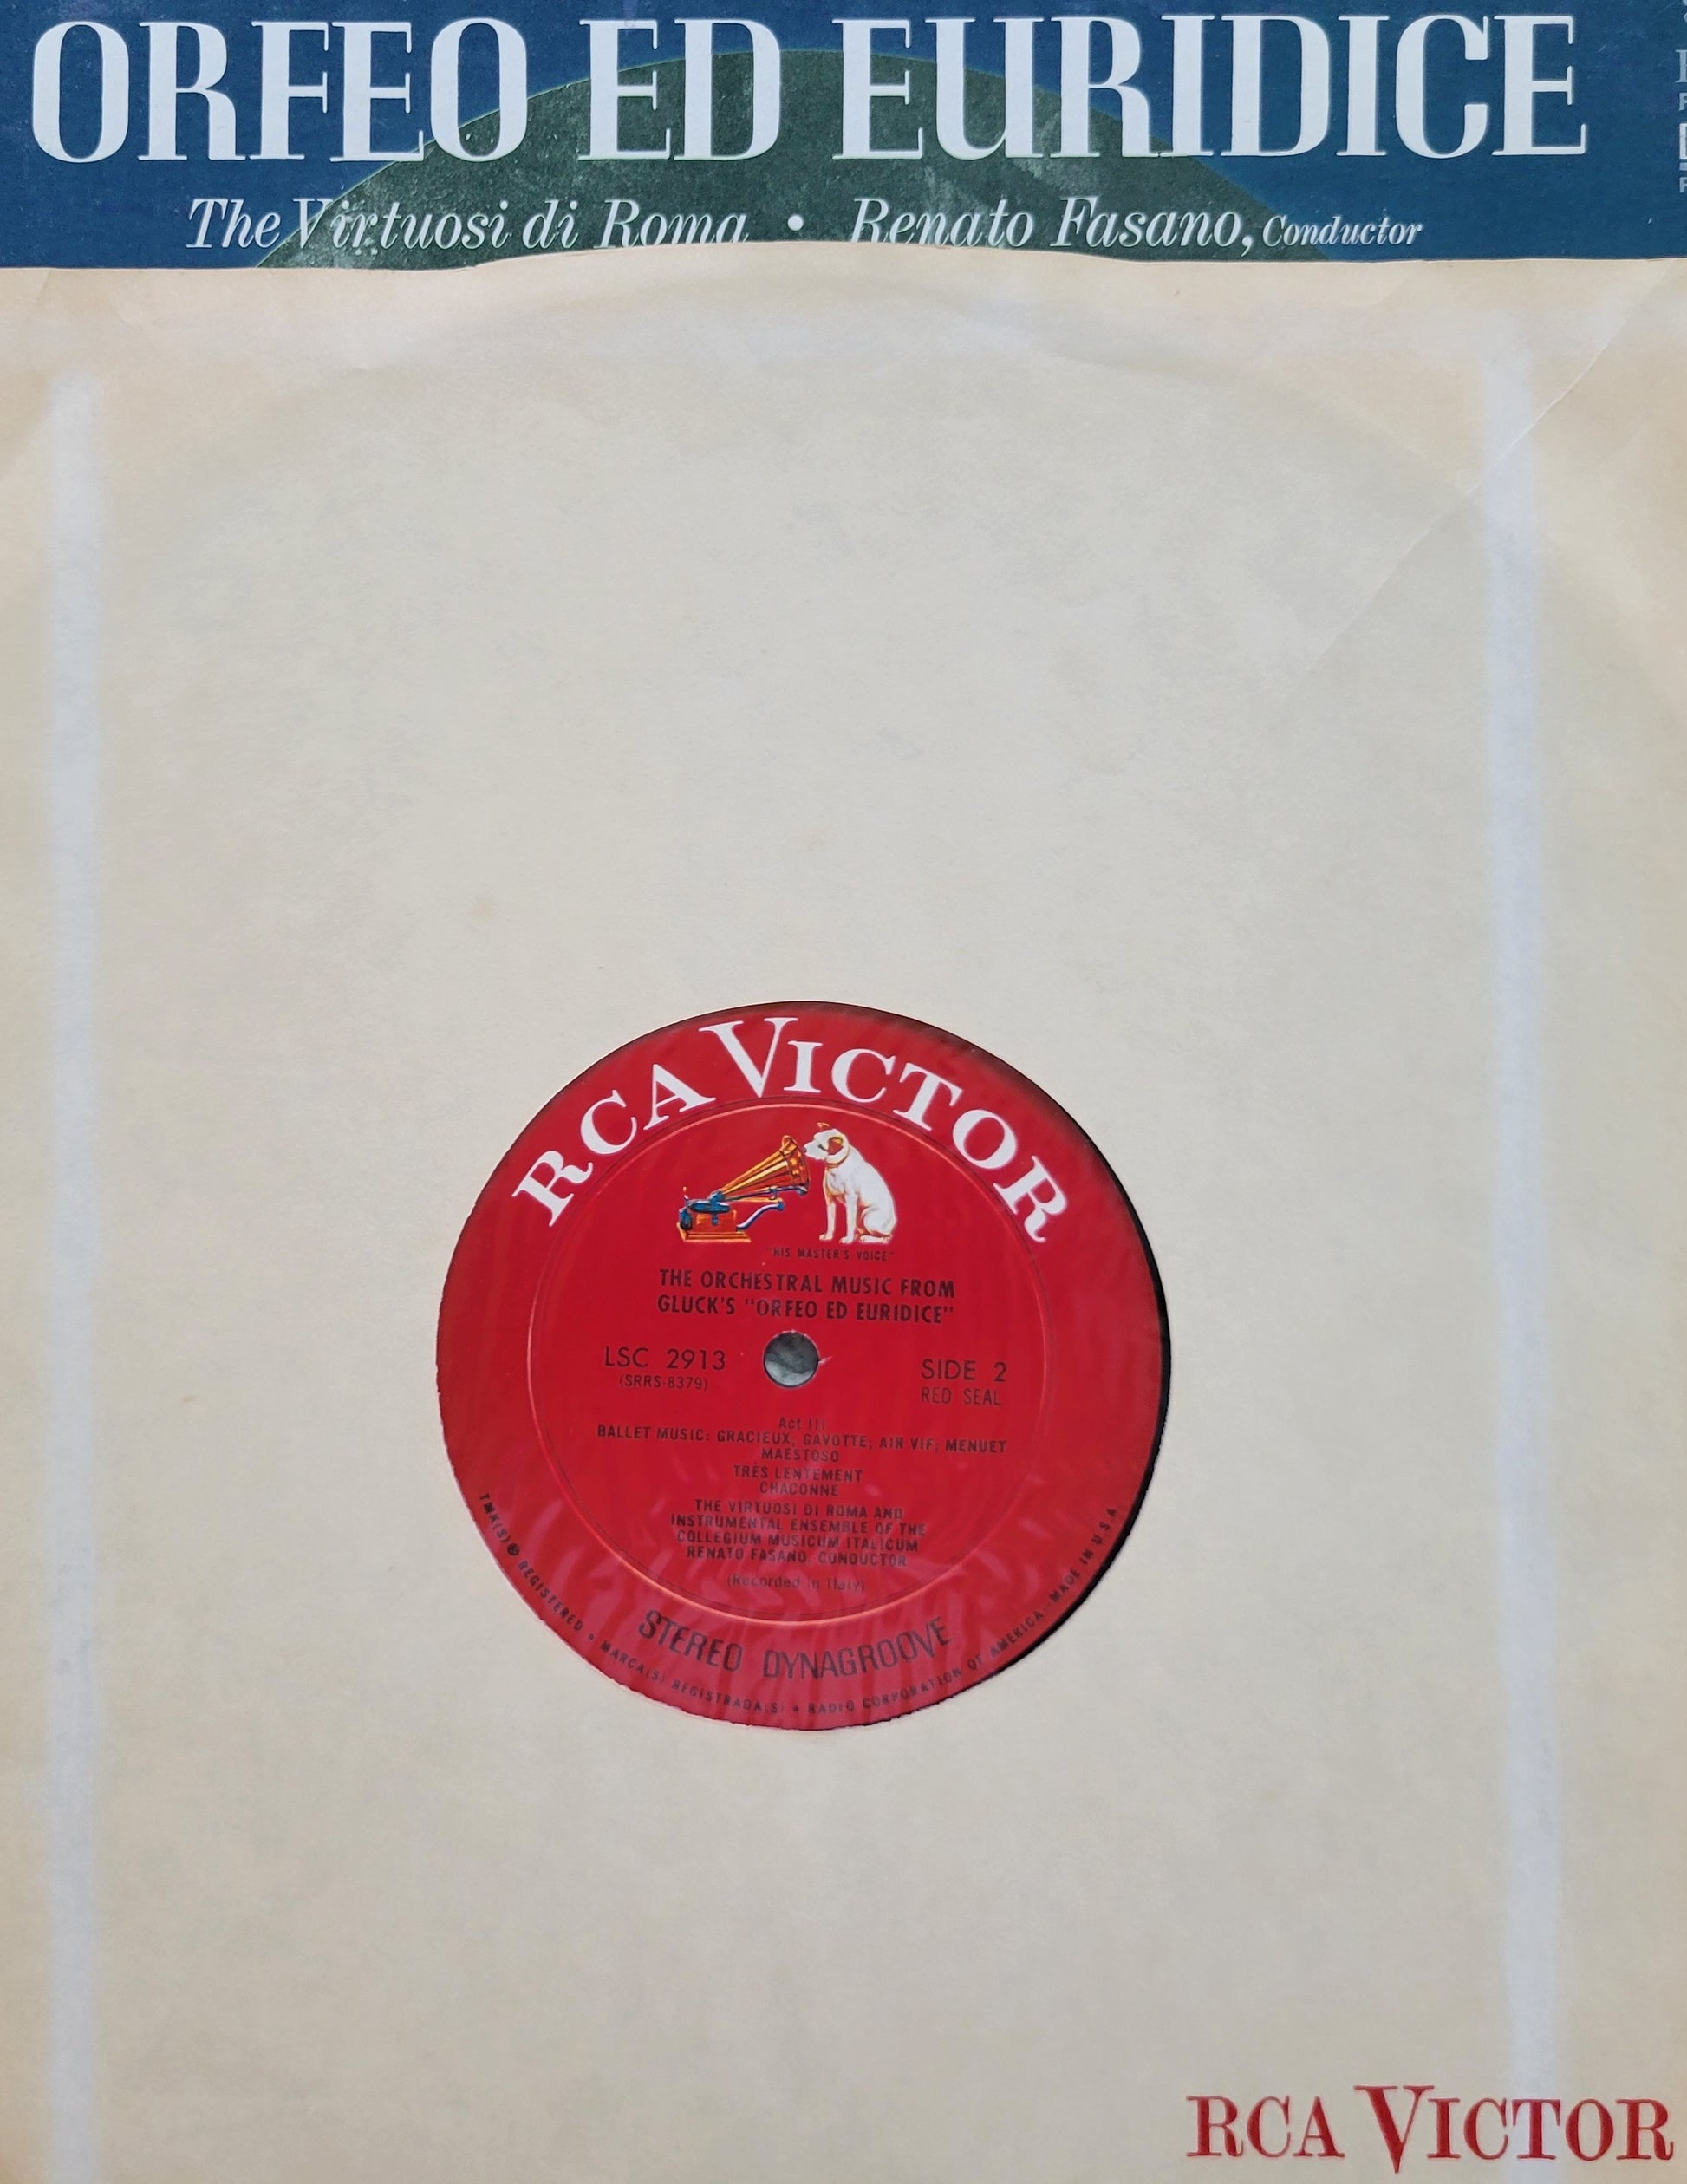 ORFEO ED EURIDICE
The Virtuosi di Roma • Renato Fasano, Conductor
RCA VICTOR
"HIS MASTER'S VOICE"
THE ORCHESTRAL MUSIC FROM
GLUCK'S "ORFEO ED EURIDICE"
LSC 2913
(SRRS-8379)
SIDE 2
RED SEAL
Act III
BALLET MUSIC: GRACIEUX; GAVOTTE; AIR VIF; MENUET
MAESTOSO
TRÈS LENTEMENT
CHACONNE
THE VIRTUOSI DI ROMA AND
INSTRUMENTAL ENSEMBLE OF THE
COLLEGIUM MUSICUM ITALICUM
RENATO FASANO, CONDUCTOR
(Recorded in Italy)
STEREO DYNAGROOVE
TMK(S) ® REGISTERED • MARCA(S) REGISTRADA(S) • RADIO CORPORATION OF AMERICA—MADE IN U.S.A.
RCA VICTOR